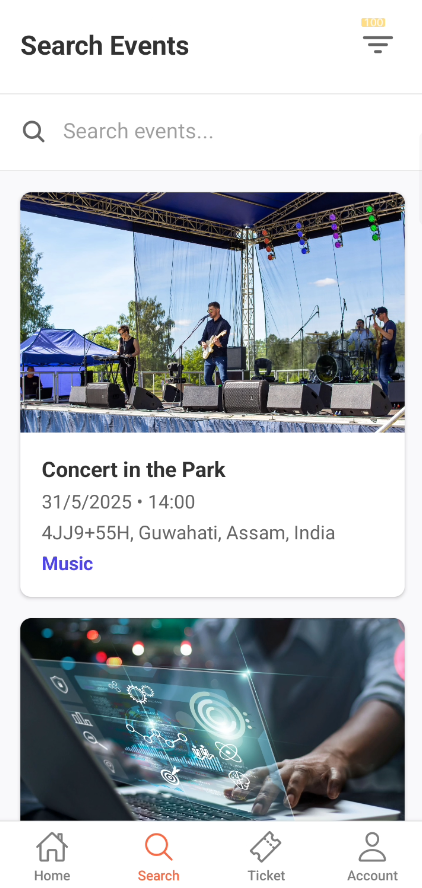 100
Search Events
Search events...
Concert in the Park
31/5/2025 • 14:00
4JJ9+55H, Guwahati, Assam, India
Music
Home
Search
Ticket
Account